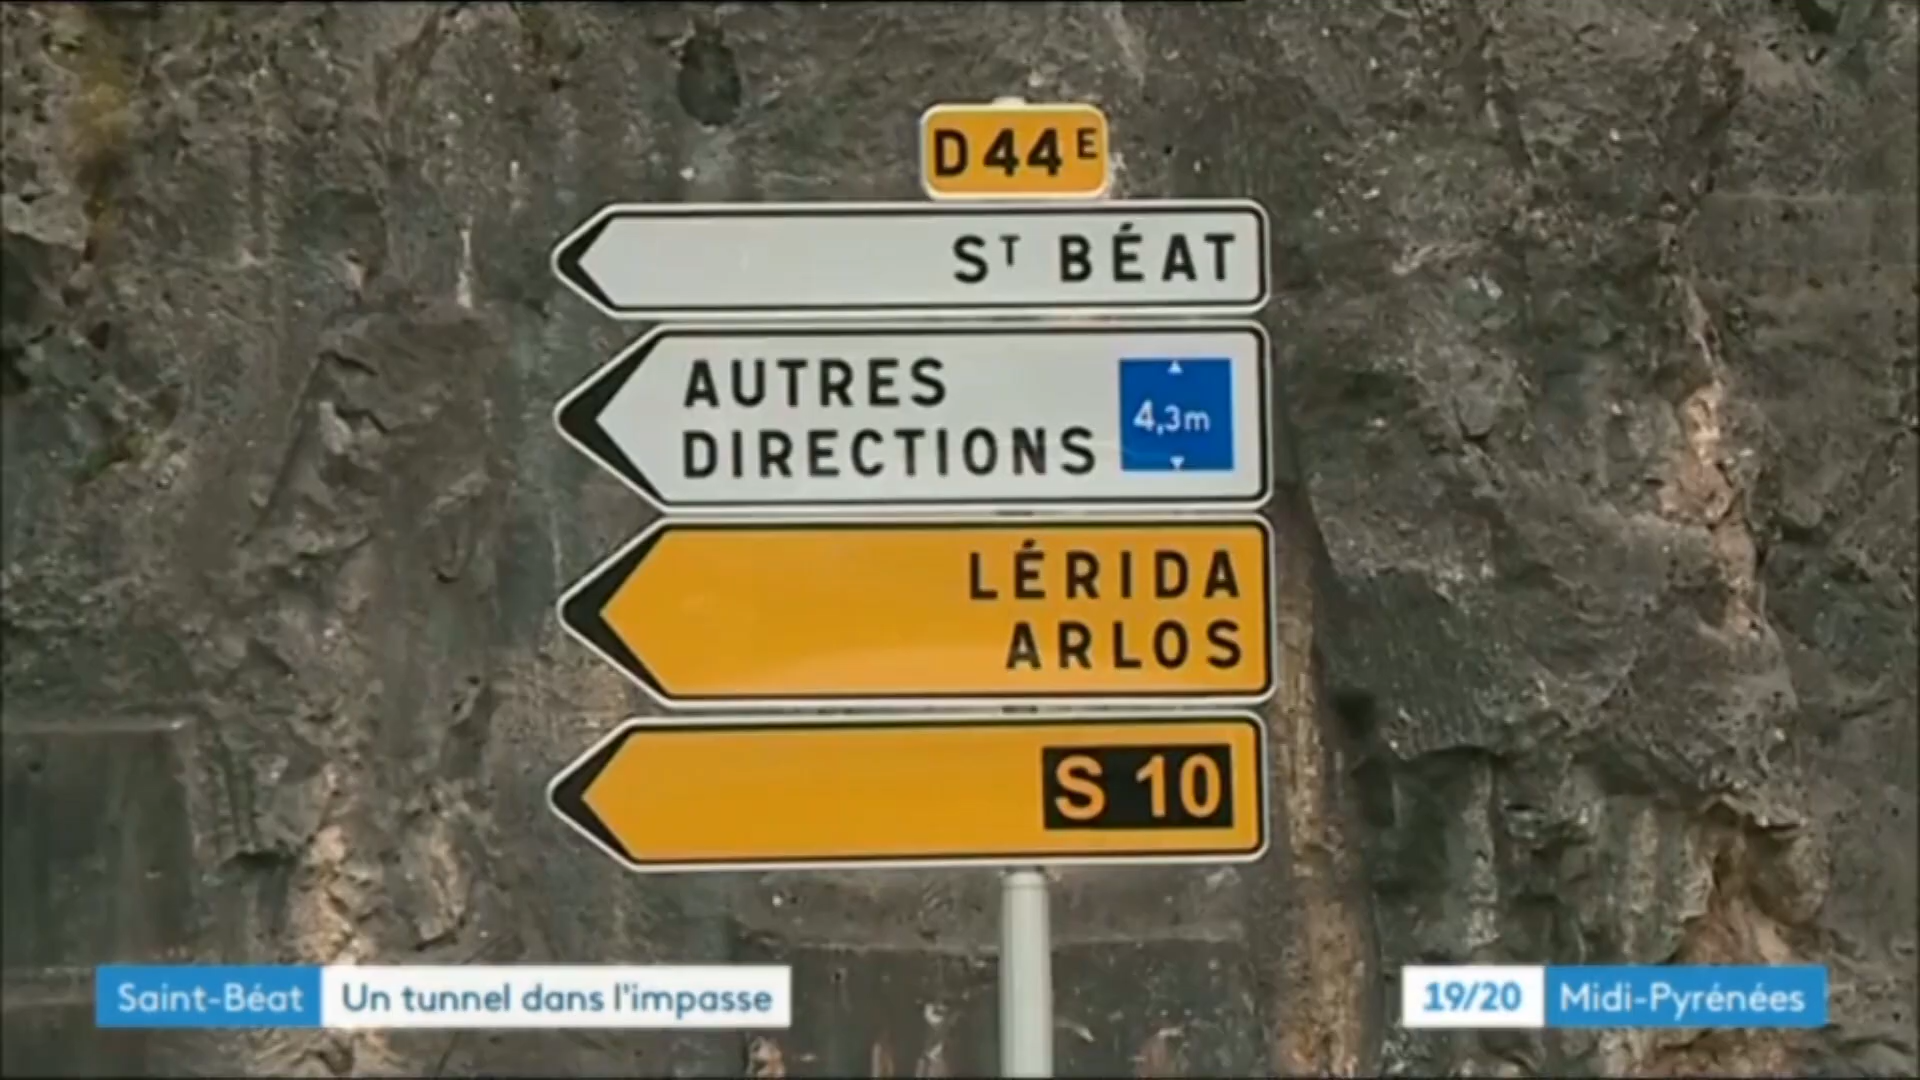 D 44 E
ST BÉAT
AUTRES
DIRECTIONS
4,3m
LÉRIDA
ARLOS
S 10
Saint-Béat Un tunnel dans l'impasse
19/20 Midi-Pyrénées